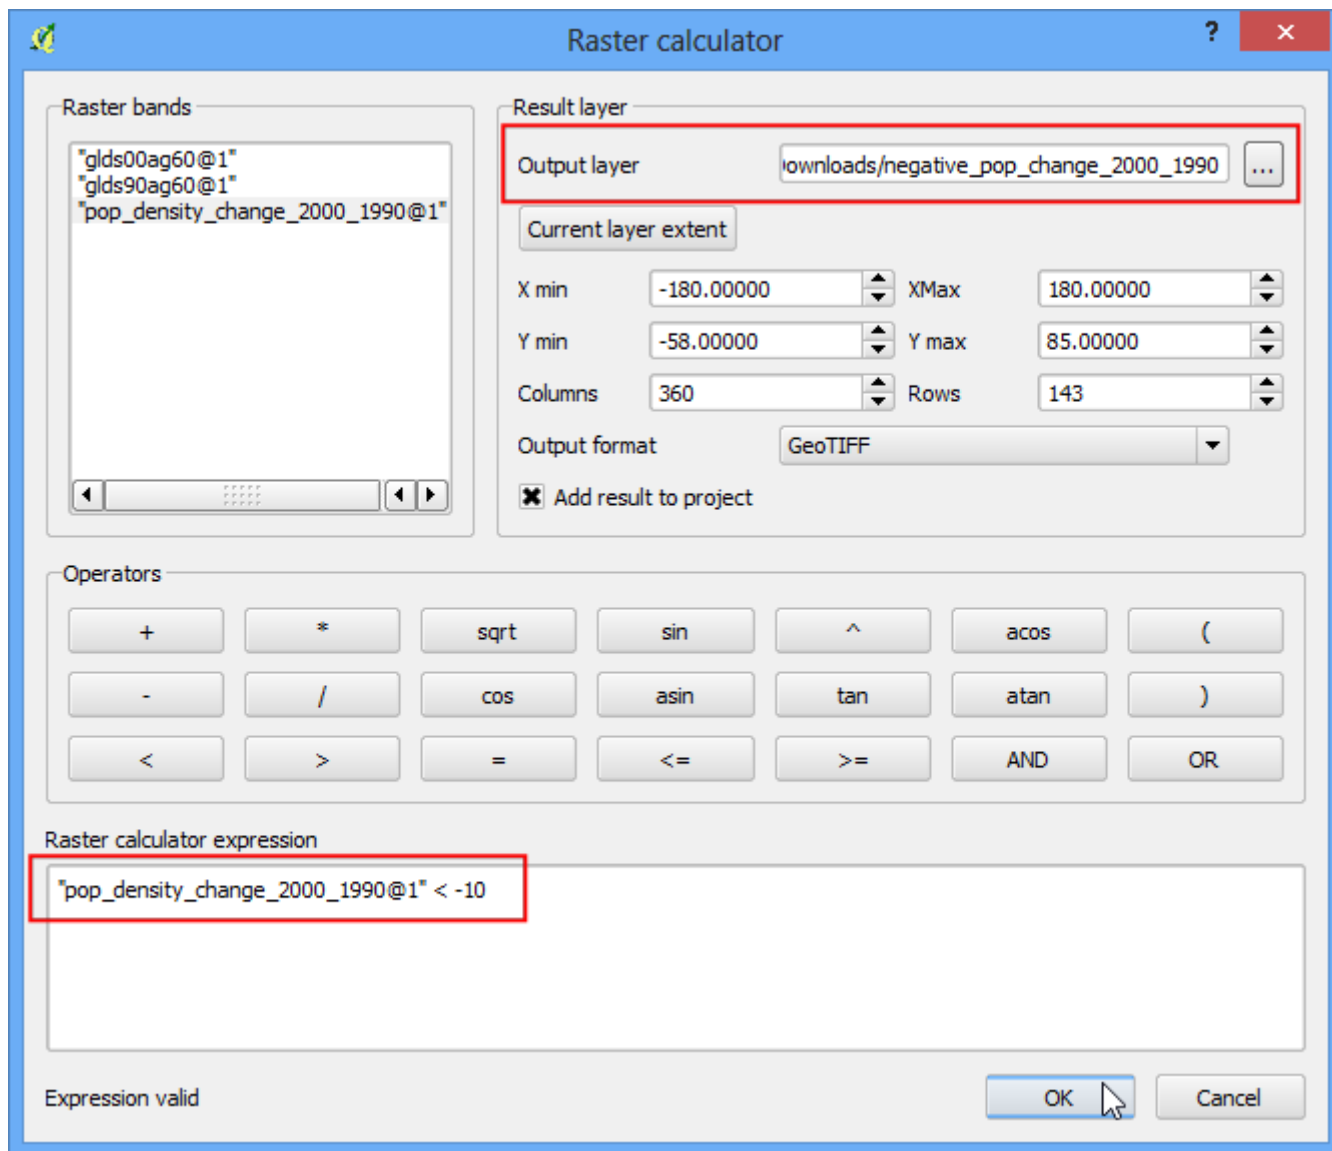 Raster calculator
?
Raster bands
"glds00ag60@1"
"glds90ag60@1"
"pop_density_change_2000_1990@1"
Result layer
Output layer ownloads/negative_pop_change_2000_1990 ...
Current layer extent
X min -180.00000 XMax 180.00000
Y min -58.00000 Y max 85.00000
Columns 360 Rows 143
Output format GeoTIFF
Add result to project
Operators
+ * sqrt sin ^ acos (
- / cos asin tan atan )
< > = <= >= AND OR
Raster calculator expression
"pop_density_change_2000_1990@1" < -10
Expression valid
OK Cancel